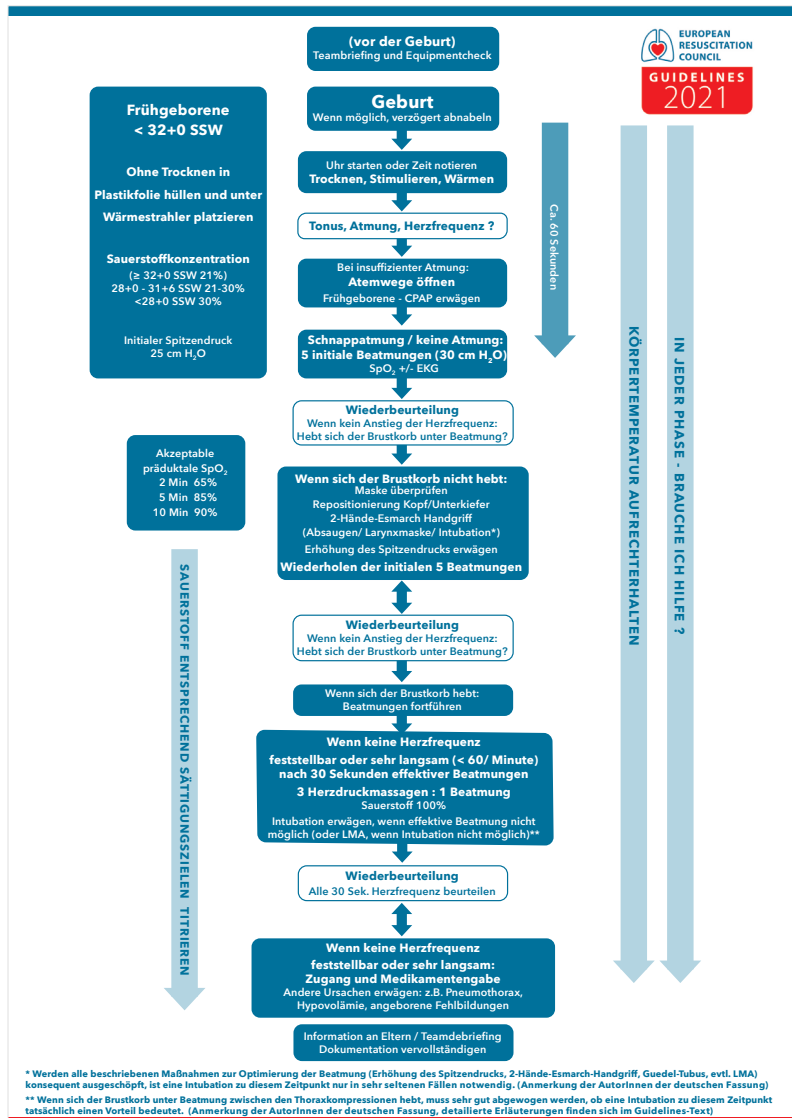 EUROPEAN
RESUSCITATION
COUNCIL
GUIDELINES
2021
(vor der Geburt)
Teambriefing und Equipmentcheck
Geburt
Wenn möglich, verzögert abnabeln
Frühgeborene
< 32+0 SSW
Ohne Trocknen in
Plastikfolie hüllen und unter
Wärmestrahler platzieren
Sauerstoffkonzentration
(≥ 32+0 SSW 21%)
28+0 - 31+6 SSW 21-30%
<28+0 SSW 30%
Initialer Spitzendruck
25 cm H₂O
Uhr starten oder Zeit notieren
Trocknen, Stimulieren, Wärmen
Tonus, Atmung, Herzfrequenz ?
Bei insuffizienter Atmung:
Atemwege öffnen
Frühgeborene - CPAP erwägen
Schnappatmung / keine Atmung:
5 initiale Beatmungen (30 cm H₂O)
SpO₂ +/- EKG
Ca. 60 Sekunden
Wiederbeurteilung
Wenn kein Anstieg der Herzfrequenz:
Hebt sich der Brustkorb unter Beatmung?
Akzeptable
präduktale SpO₂
2 Min 65%
5 Min 85%
10 Min 90%
Wenn sich der Brustkorb nicht hebt:
Maske überprüfen
Repositionierung Kopf/Unterkiefer
2-Hände-Esmarch Handgriff
(Absaugen/ Larynxmaske/ Intubation*)
Erhöhung des Spitzendrucks erwägen
Wiederholen der initialen 5 Beatmungen
Wiederbeurteilung
Wenn kein Anstieg der Herzfrequenz:
Hebt sich der Brustkorb unter Beatmung?
Wenn sich der Brustkorb hebt:
Beatmungen fortführen
Wenn keine Herzfrequenz
feststellbar oder sehr langsam (< 60/ Minute)
nach 30 Sekunden effektiver Beatmungen
3 Herzdruckmassagen : 1 Beatmung
Sauerstoff 100%
Intubation erwägen, wenn effektive Beatmung nicht
möglich (oder LMA, wenn Intubation nicht möglich)**
Wiederbeurteilung
Alle 30 Sek. Herzfrequenz beurteilen
Wenn keine Herzfrequenz
feststellbar oder sehr langsam:
Zugang und Medikamentengabe
Andere Ursachen erwägen: z.B. Pneumothorax,
Hypovolämie, angeborene Fehlbildungen
Information an Eltern / Teamdebriefing
Dokumentation vervollständigen
SAUERSTOFF ENTSPRECHEND SÄTTIGUNGSZIELEN TITRIEREN
KÖRPERTEMPERATUR AUFRECHTERHALTEN
IN JEDER PHASE - BRAUCHE ICH HILFE ?
* Werden alle beschriebenen Maßnahmen zur Optimierung der Beatmung (Erhöhung des Spitzendrucks, 2-Hände-Esmarch-Handgriff, Guedel-Tubus, evtl. LMA)
konsequent ausgeschöpft, ist eine Intubation zu diesem Zeitpunkt nur in sehr seltenen Fällen notwendig. (Anmerkung der AutorInnen der deutschen Fassung)
** Wenn sich der Brustkorb unter Beatmung zwischen den Thoraxkompressionen hebt, muss sehr gut abgewogen werden, ob eine Intubation zu diesem Zeitpunkt
tatsächlich einen Vorteil bedeutet. (Anmerkung der AutorInnen der deutschen Fassung, detailierte Erläuterungen finden sich im Guidelines-Text)